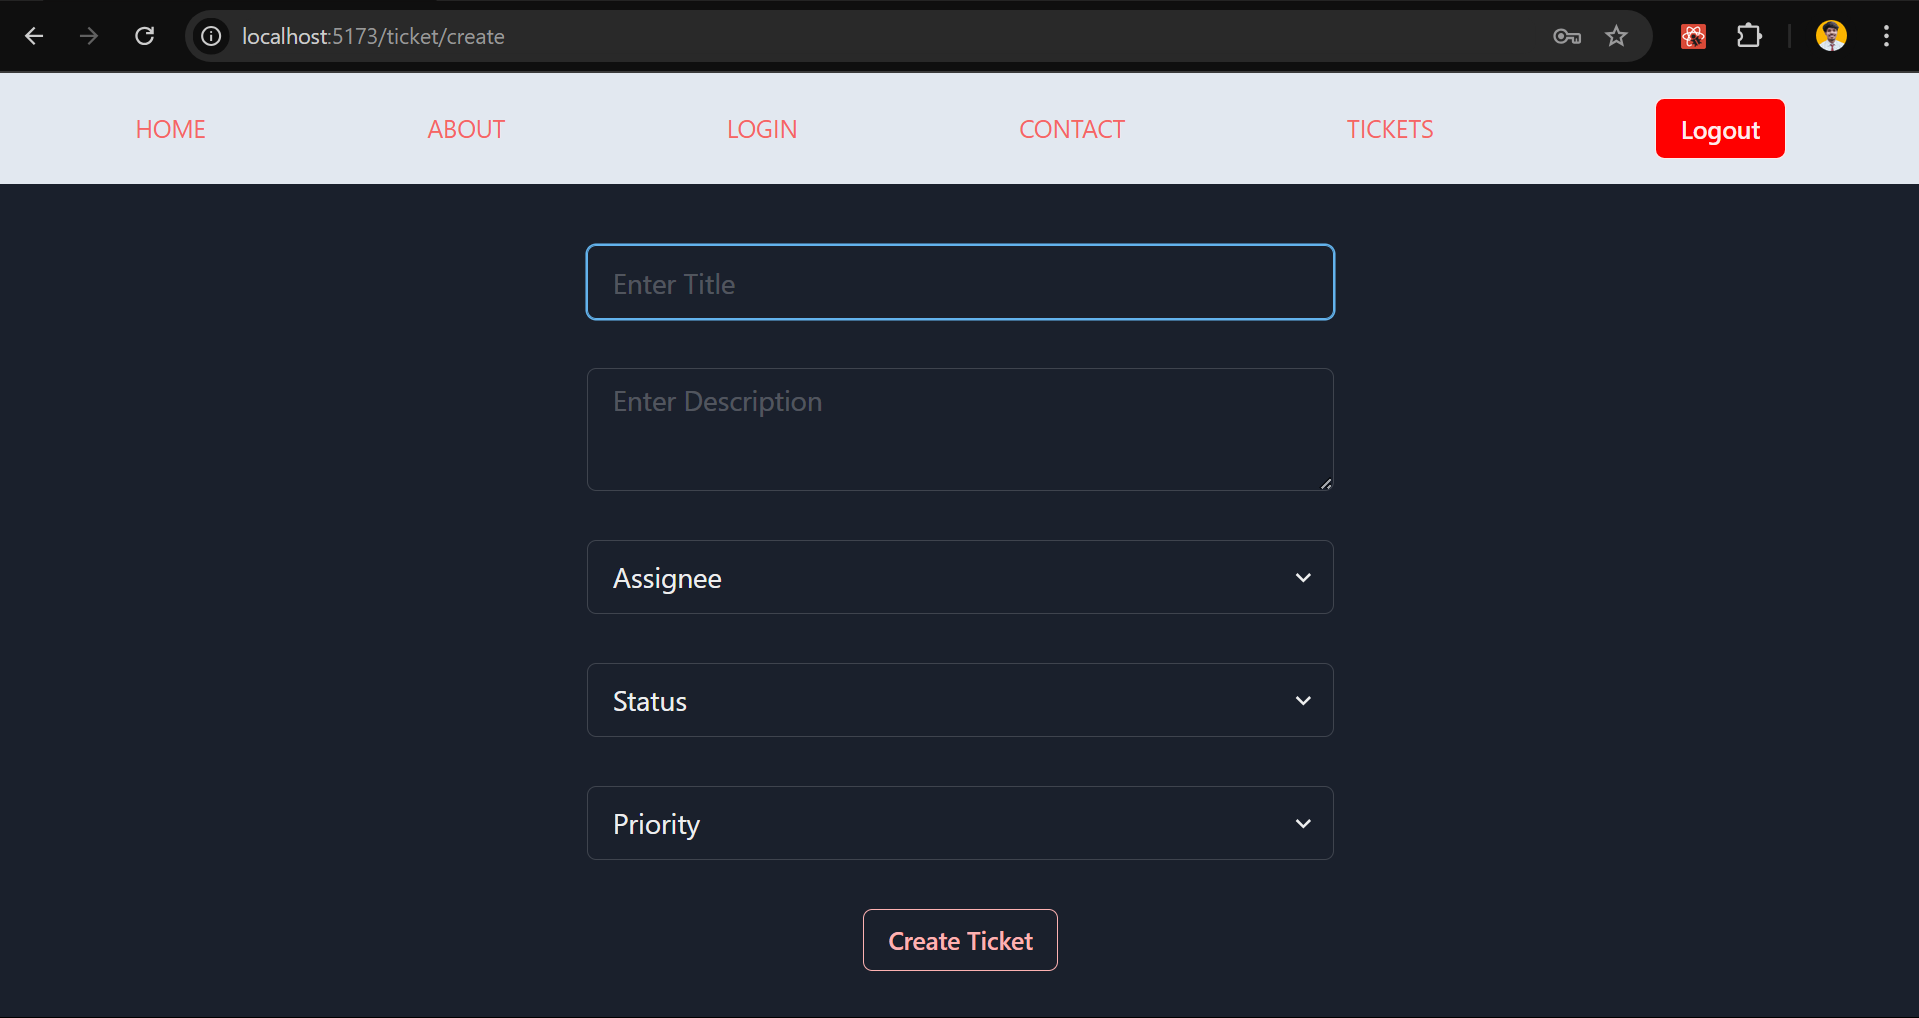 localhost:5173/ticket/create
HOME ABOUT LOGIN CONTACT TICKETS Logout
Enter Title
Enter Description
Assignee
Status
Priority
Create Ticket